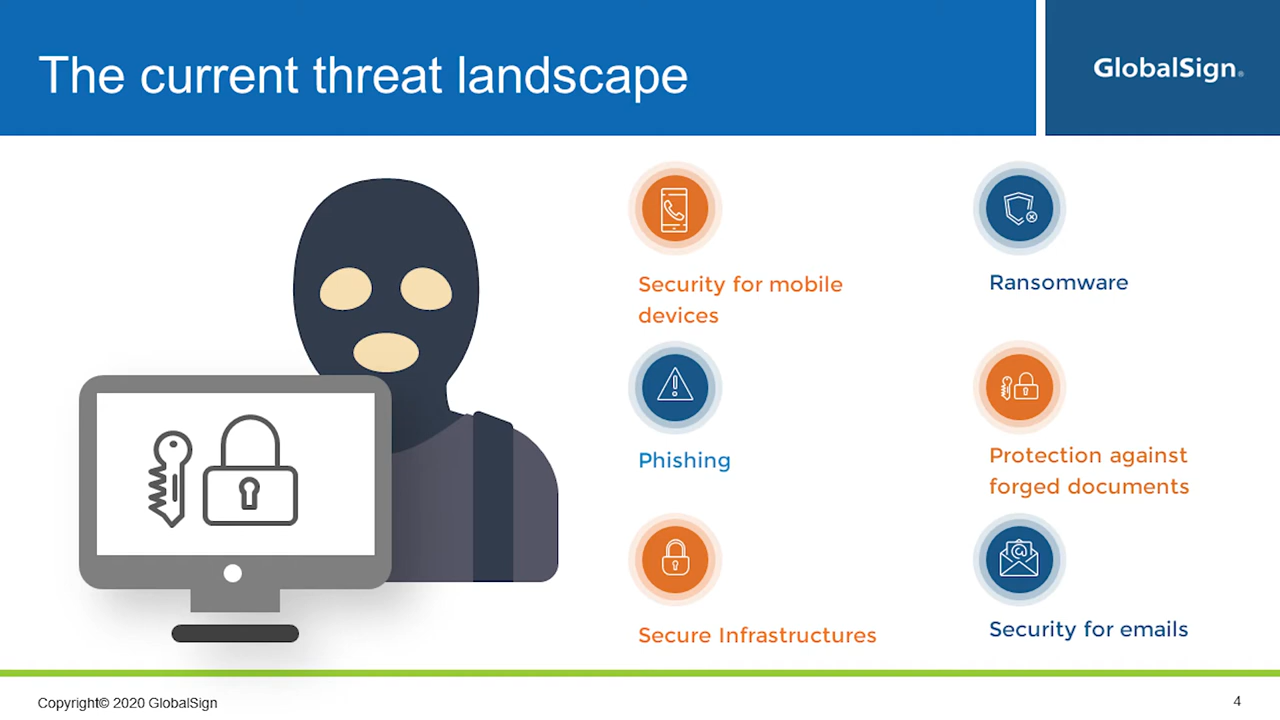 The current threat landscape
GlobalSign.
Security for mobile
devices
Ransomware
Phishing
Protection against
forged documents
Secure Infrastructures
Security for emails
Copyright© 2020 GlobalSign
4